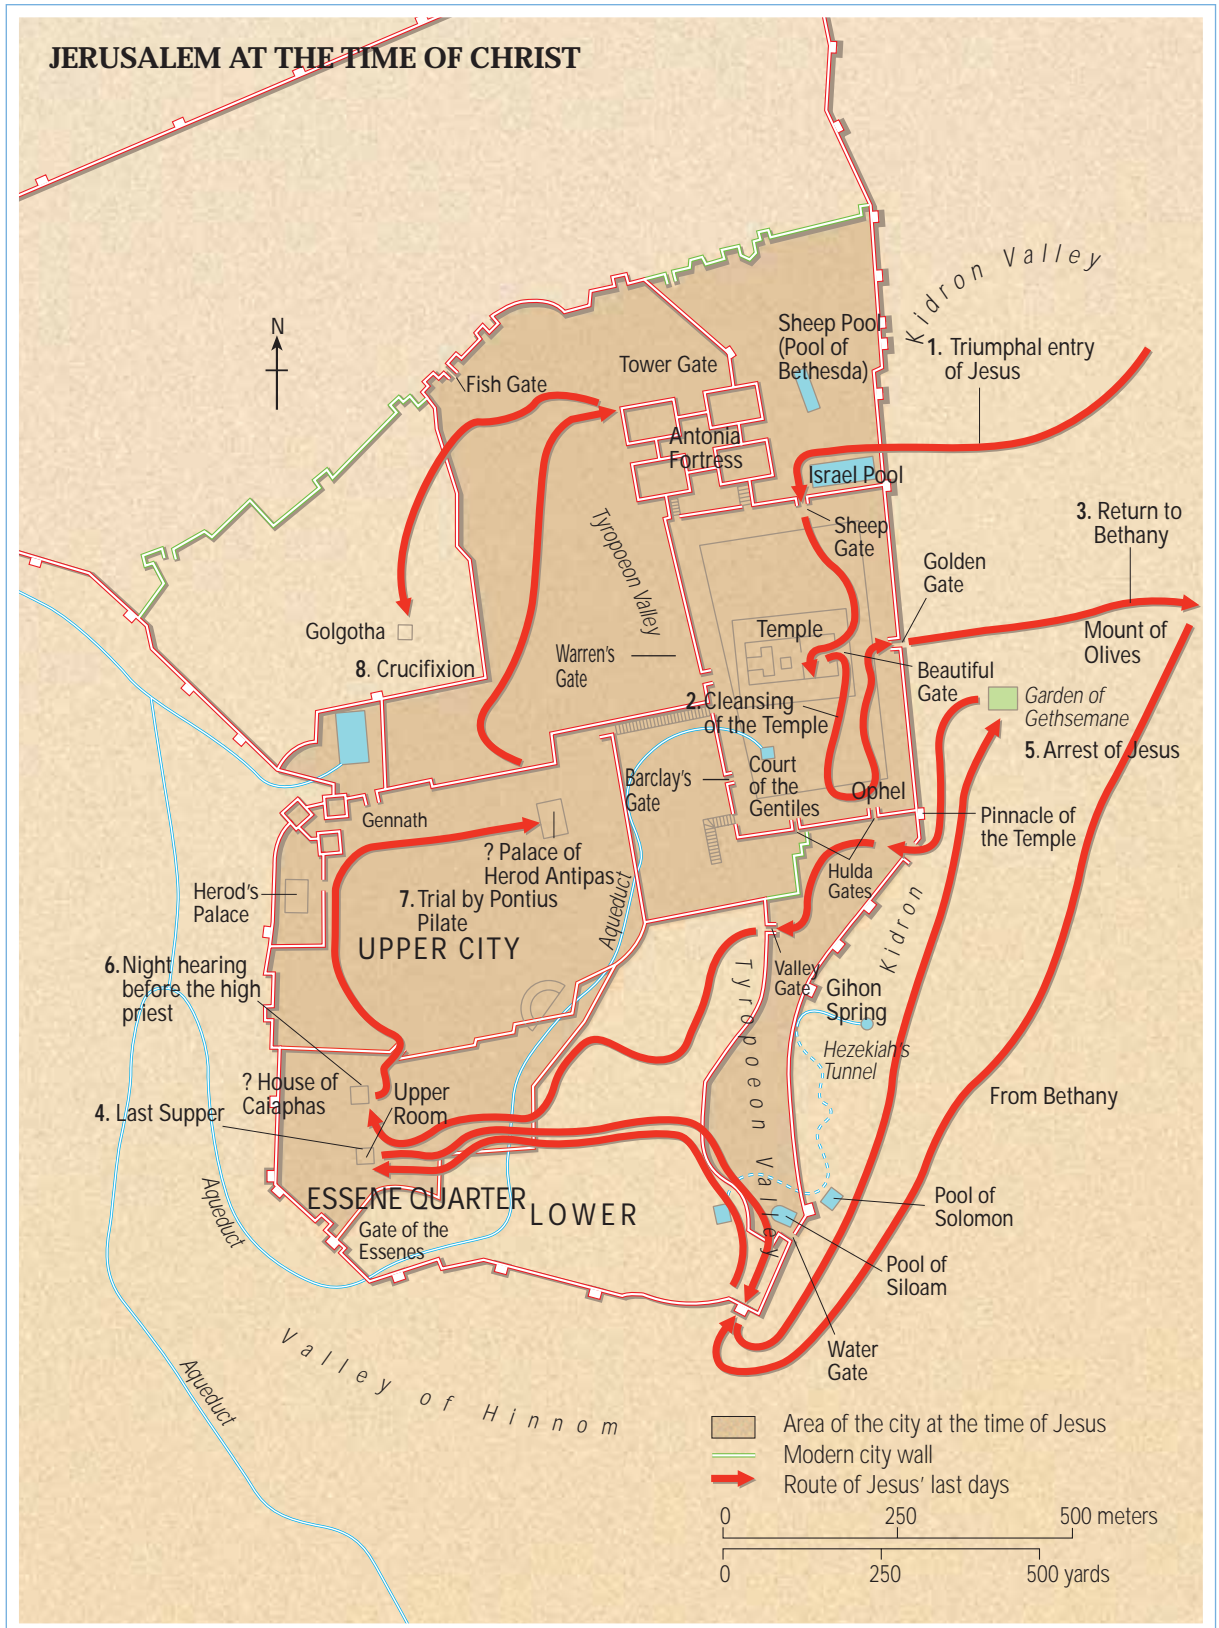 JERUSALEM AT THE TIME OF CHRIST
Kidron Valley
N
Sheep Pool
(Pool of
Bethesda)
1. Triumphal entry
of Jesus
Tower Gate
Fish Gate
Antonia
Fortress
Israel Pool
Tyropoeon Valley
Sheep
Gate
3. Return to
Bethany
Golden
Gate
Golgotha
8. Crucifixion
Warren's
Gate
Temple
Mount of
Olives
Beautiful
Gate
2. Cleansing
of the Temple
Garden of
Gethsemane
5. Arrest of Jesus
Barclay's
Gate
Court
of the
Gentiles
Ophel
Gennath
Pinnacle of
the Temple
? Palace of
Herod Antipas
Hulda
Gates
Herod's
Palace
7. Trial by Pontius
Pilate
Aqueduct
Kidron
UPPER CITY
6. Night hearing
before the high
priest
Valley
Gate
Tyropoeon Valley
Gihon
Spring
Hezekiah's
Tunnel
? House of
Caiaphas
Upper
Room
4. Last Supper
From Bethany
Aqueduct
ESSENE QUARTER
LOWER
Pool of
Solomon
Gate of the
Essenes
Pool of
Siloam
Water
Gate
Valley of Hinnom
Aqueduct
Area of the city at the time of Jesus
Modern city wall
Route of Jesus' last days
0 250 500 meters
0 250 500 yards